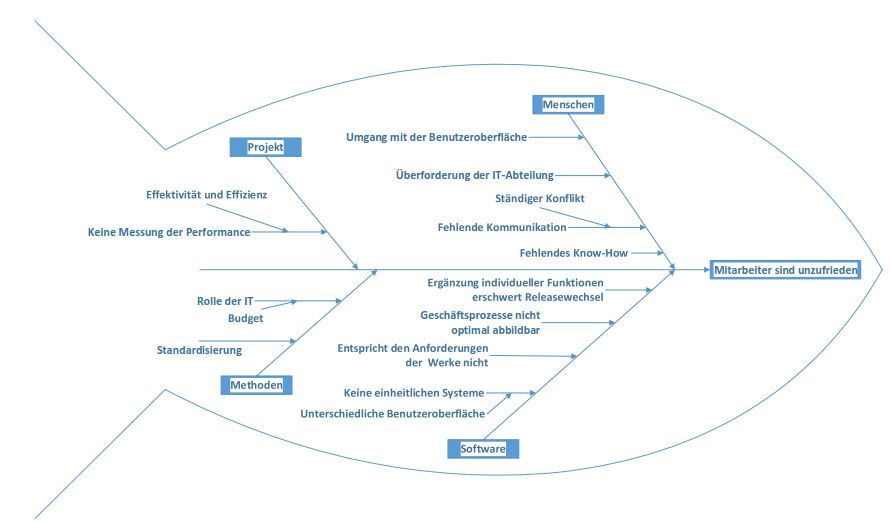 Menschen
Umgang mit der Benutzeroberfläche
Projekt
Überforderung der IT-Abteilung
Effektivität und Effizienz
Ständiger Konflikt
Keine Messung der Performance
Fehlende Kommunikation
Fehlendes Know-How
Mitarbeiter sind unzufrieden
Ergänzung individueller Funktionen
erschwert Releasewechsel
Rolle der IT
Budget
Geschäftsprozesse nicht
optimal abbildbar
Standardisierung
Entspricht den Anforderungen
der Werke nicht
Methoden
Keine einheitlichen Systeme
Unterschiedliche Benutzeroberfläche
Software